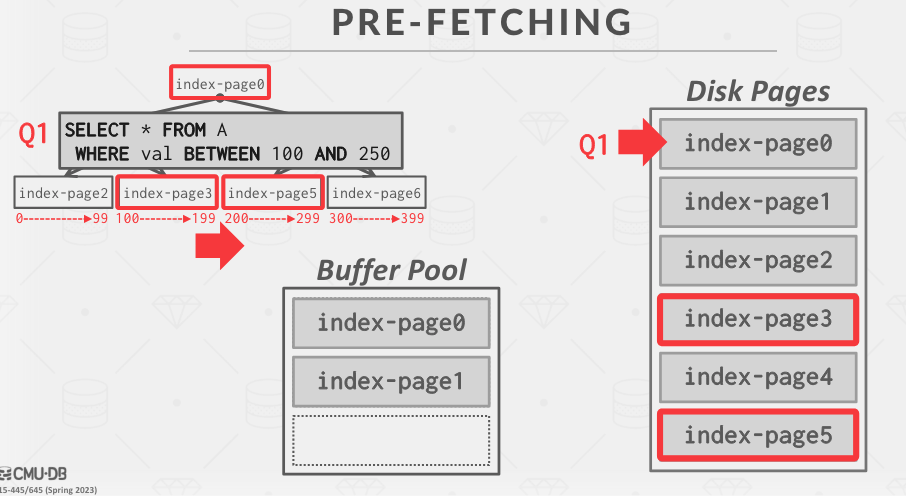 PRE-FETCHING
index-page0
Q1
SELECT * FROM A
WHERE val BETWEEN 100 AND 250
index-page2 index-page3 index-page5 index-page6
0----------▶99 100-------▶199 200-------▶299 300-------▶399
Buffer Pool
index-page0
index-page1
Disk Pages
Q1
index-page0
index-page1
index-page2
index-page3
index-page4
index-page5
CMU·DB
15-445/645 (Spring 2023)